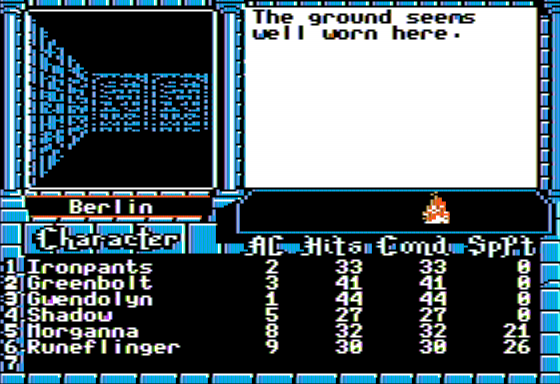 The ground seems
well worn here.
Berlin
Character AC Hits Cond SpPt
1 Ironpants 2 33 33 0
2 Greenbolt 3 41 41 0
3 Gwendolyn 1 44 44 0
4 Shadow 5 27 27 0
5 Morganna 8 32 32 21
6 Runeflinger 9 30 30 26
7